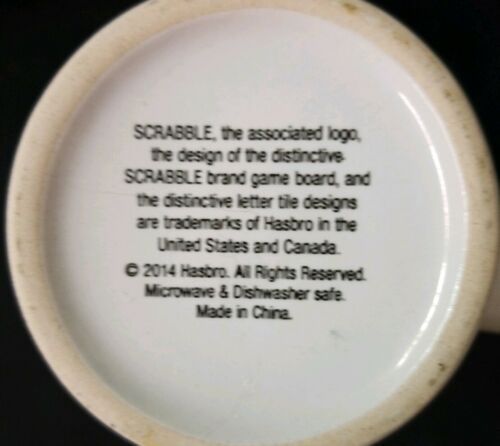 SCRABBLE, the associated logo,
the design of the distinctive
SCRABBLE brand game board, and
the distinctive letter tile designs
are trademarks of Hasbro in the
United States and Canada.
© 2014 Hasbro. All Rights Reserved.
Microwave & Dishwasher safe.
Made in China.